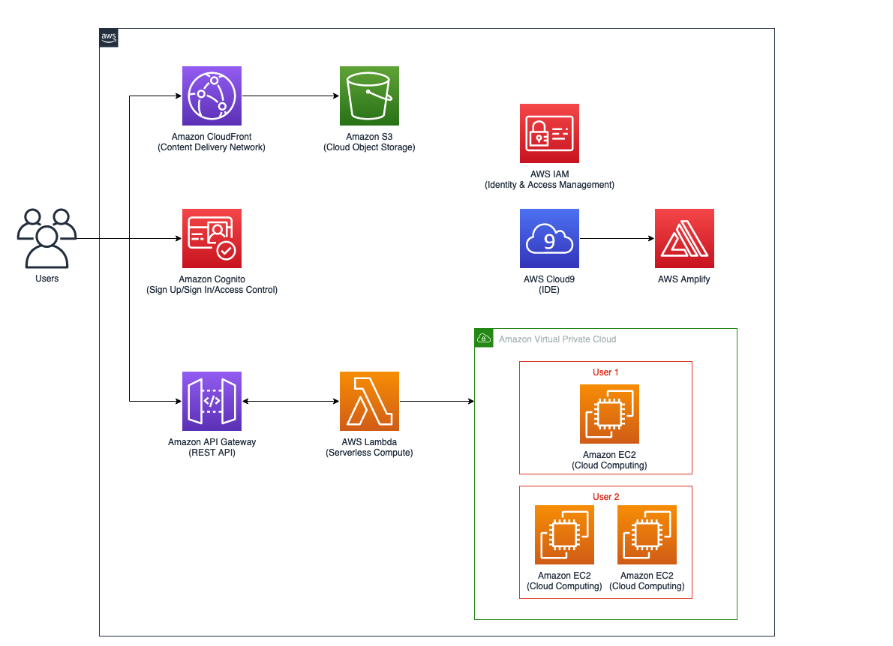 aws
Amazon CloudFront
(Content Delivery Network)
Amazon S3
(Cloud Object Storage)
AWS IAM
(Identity & Access Management)
Users
Amazon Cognito
(Sign Up/Sign In/Access Control)
9
AWS Cloud9
(IDE)
AWS Amplify
Amazon Virtual Private Cloud
User 1
Amazon EC2
(Cloud Computing)
</>
Amazon API Gateway
(REST API)
AWS Lambda
(Serverless Compute)
User 2
Amazon EC2
(Cloud Computing)
Amazon EC2
(Cloud Computing)